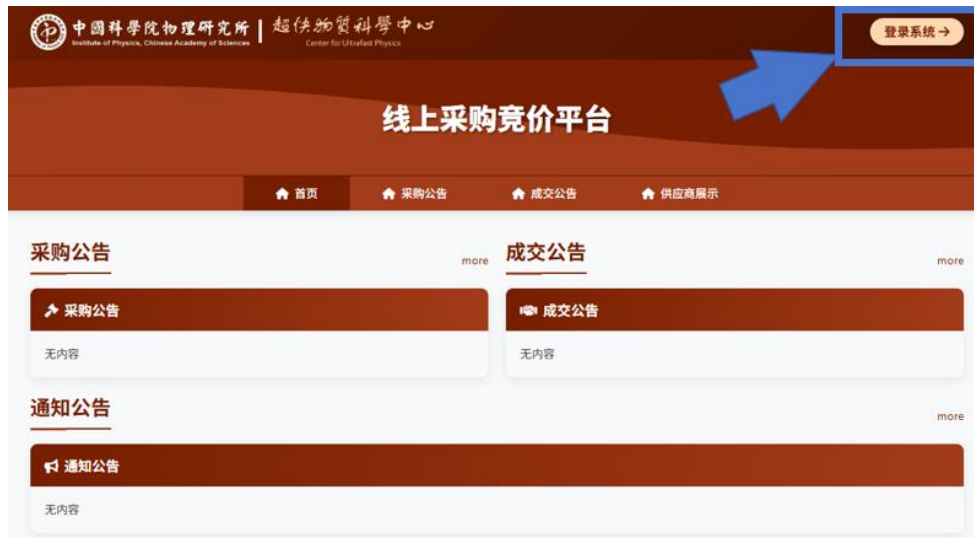 中國科學院物理研究所
Institute of Physics, Chinese Academy of Sciences
超快物質科學中心
Center for Ultrafast Physics
登录系统
线上采购竞价平台
首页 采购公告 成交公告 供应商展示
采购公告
more
成交公告
more
采购公告
成交公告
无内容
无内容
通知公告
more
通知公告
无内容